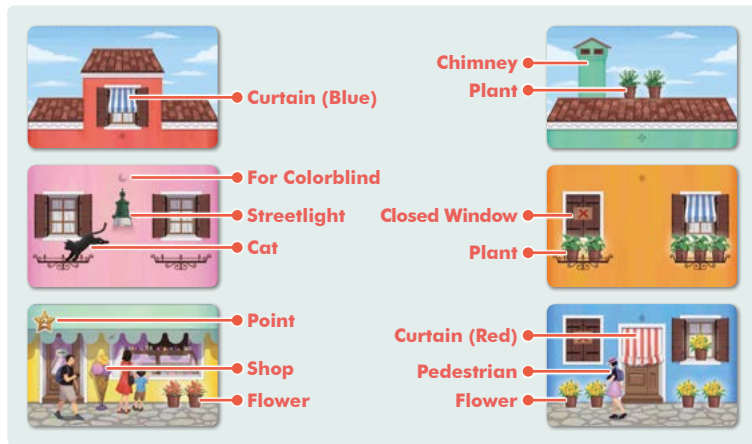 Curtain (Blue)
For Colorblind
Streetlight
Cat
Point
Shop
Flower
Chimney
Plant
Closed Window
Plant
Curtain (Red)
Pedestrian
Flower